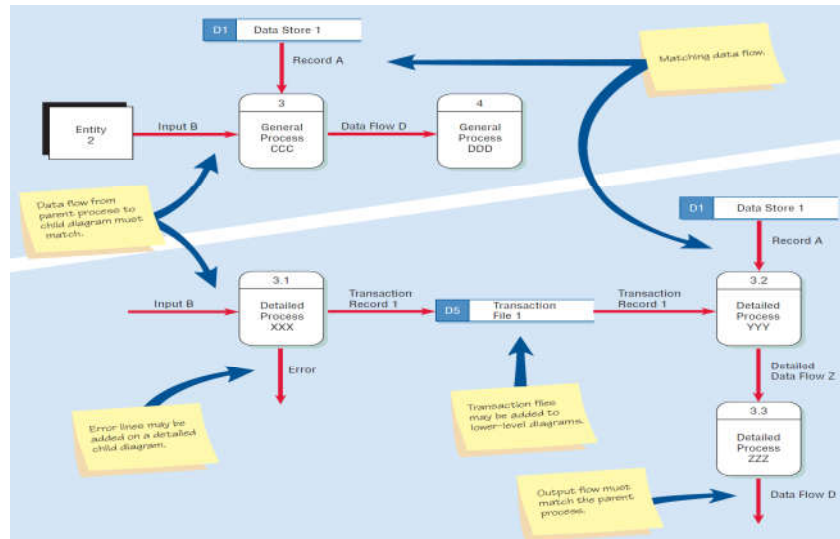 D1 Data Store 1
Record A
Matching data flow.
Entity
2
Input B
3
General
Process
CCC
Data Flow D
4
General
Process
DDD
Data flow from
parent process to
child diagram must
match.
D1 Data Store 1
Record A
Input B
3.1
Detailed
Process
XXX
Transaction
Record 1
D5 Transaction
File 1
Transaction
Record 1
3.2
Detailed
Process
YYY
Error
Detailed
Data Flow Z
Error lines may be
added on a detailed
child diagram.
Transaction files
may be added to
lower-level diagrams.
3.3
Detailed
Process
ZZZ
Output flow must
match the parent
process.
Data Flow D